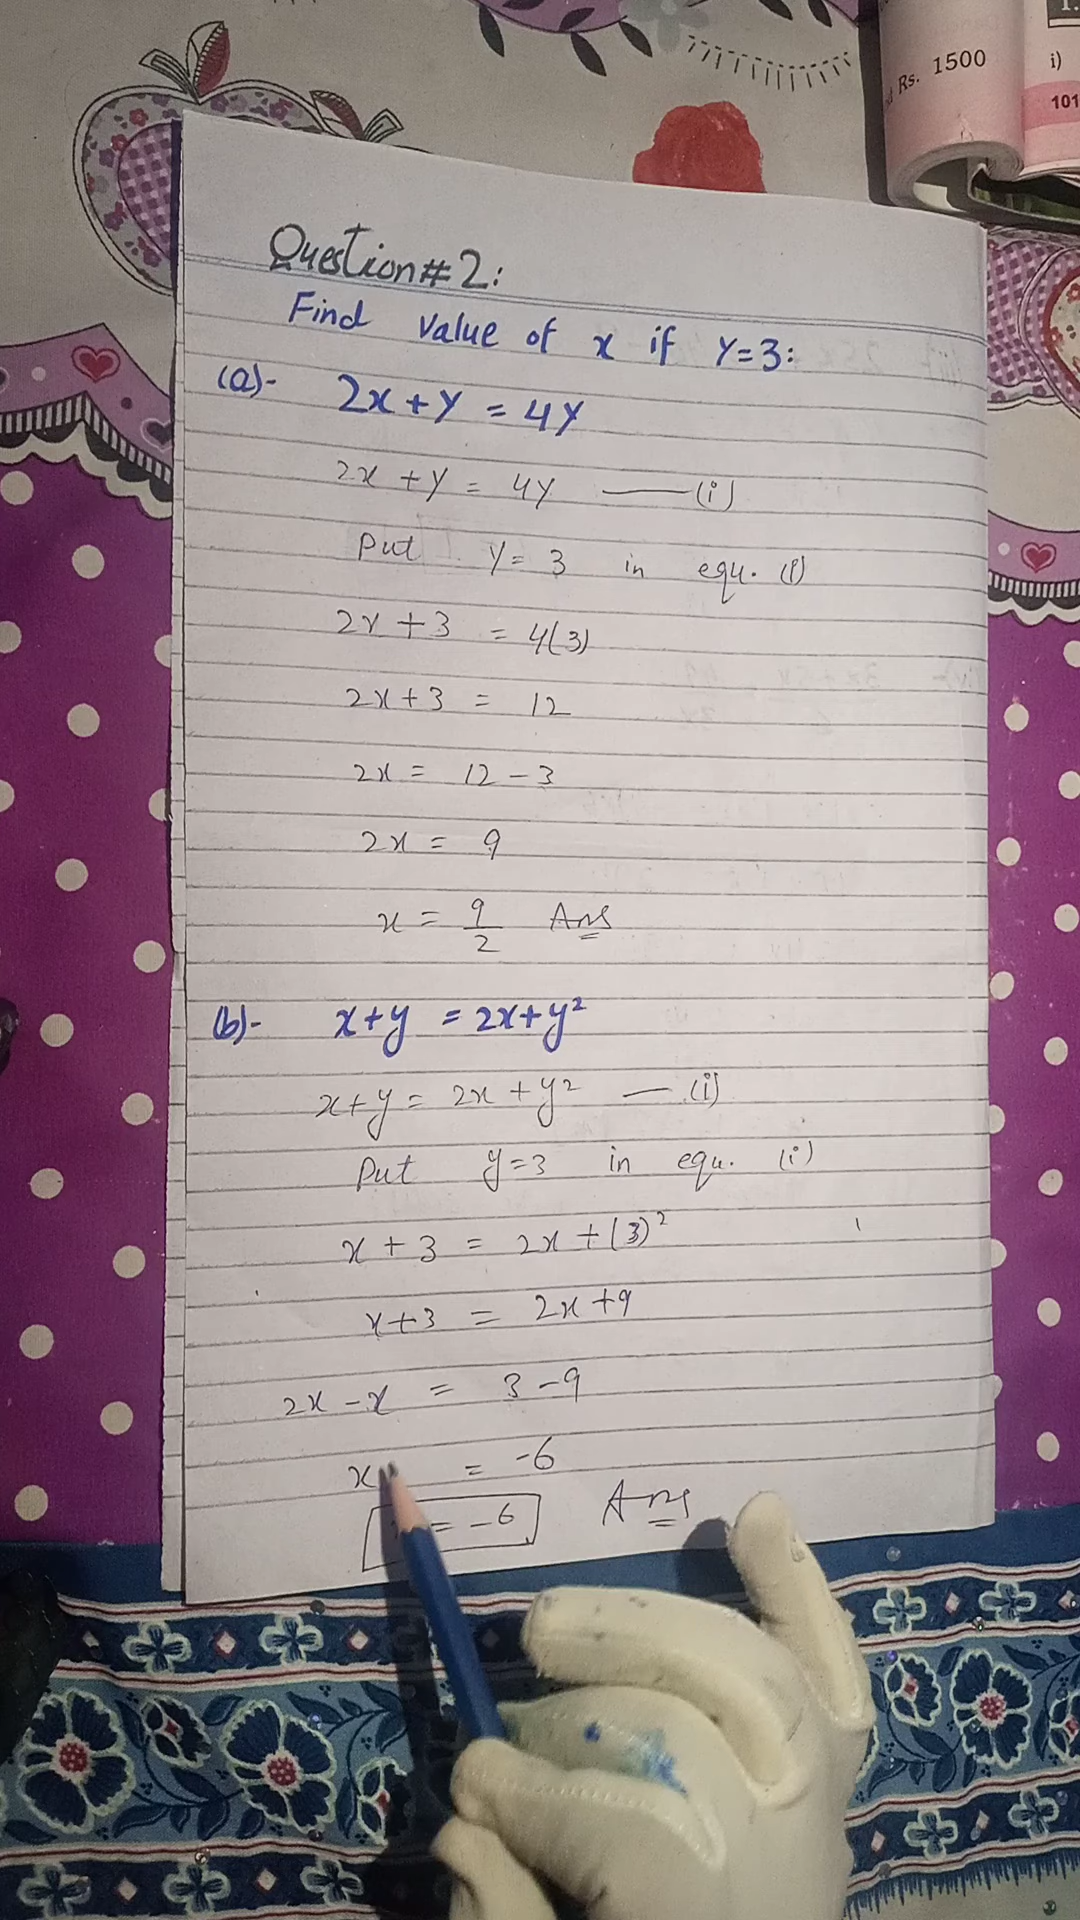 Rs. 1500
i)
101
Question#2:
Find value of x if y=3:
(a)- 2x+y = 4y
2x + y = 4y —— (i)
Put y = 3 in equ. (i)
2x + 3 = 4(3)
2x + 3 = 12
2x = 12 - 3
2x = 9
x = 9/2 Ans
(b)- x+y = 2x+y²
x+y = 2x + y² — (i)
Put y=3 in equ. (i)
x + 3 = 2x + (3)²
x+3 = 2x +9
2x - x = 3 - 9
x = -6
= -6 Ans